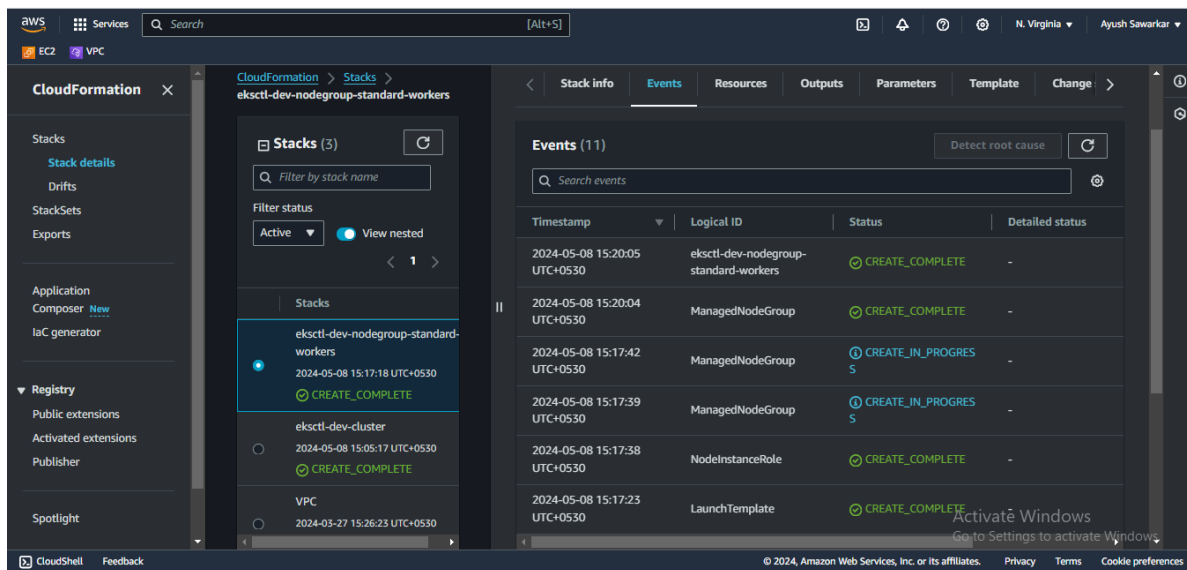 aws
Services
Search
[Alt+S]
N. Virginia
Ayush Sawarkar
EC2
VPC
CloudFormation
Stacks
Stack details
Drifts
StackSets
Exports
Application
Composer New
IaC generator
Registry
Public extensions
Activated extensions
Publisher
Spotlight
CloudFormation > Stacks >
eksctl-dev-nodegroup-standard-workers
Stacks (3)
Filter by stack name
Filter status
Active
View nested
1
Stacks
eksctl-dev-nodegroup-standard-
workers
2024-05-08 15:17:18 UTC+0530
CREATE_COMPLETE
eksctl-dev-cluster
2024-05-08 15:05:17 UTC+0530
CREATE_COMPLETE
VPC
2024-03-27 15:26:23 UTC+0530
Stack info
Events
Resources
Outputs
Parameters
Template
Change
Events (11)
Detect root cause
Search events
Timestamp
Logical ID
Status
Detailed status
2024-05-08 15:20:05
UTC+0530
eksctl-dev-nodegroup-
standard-workers
CREATE_COMPLETE
-
2024-05-08 15:20:04
UTC+0530
ManagedNodeGroup
CREATE_COMPLETE
-
2024-05-08 15:17:42
UTC+0530
ManagedNodeGroup
CREATE_IN_PROGRES
S
-
2024-05-08 15:17:39
UTC+0530
ManagedNodeGroup
CREATE_IN_PROGRES
S
-
2024-05-08 15:17:38
UTC+0530
NodeInstanceRole
CREATE_COMPLETE
-
2024-05-08 15:17:23
UTC+0530
LaunchTemplate
CREATE_COMPLETE
-
Activate Windows
Go to Settings to activate Windows.
CloudShell
Feedback
© 2024, Amazon Web Services, Inc. or its affiliates.
Privacy
Terms
Cookie preferences